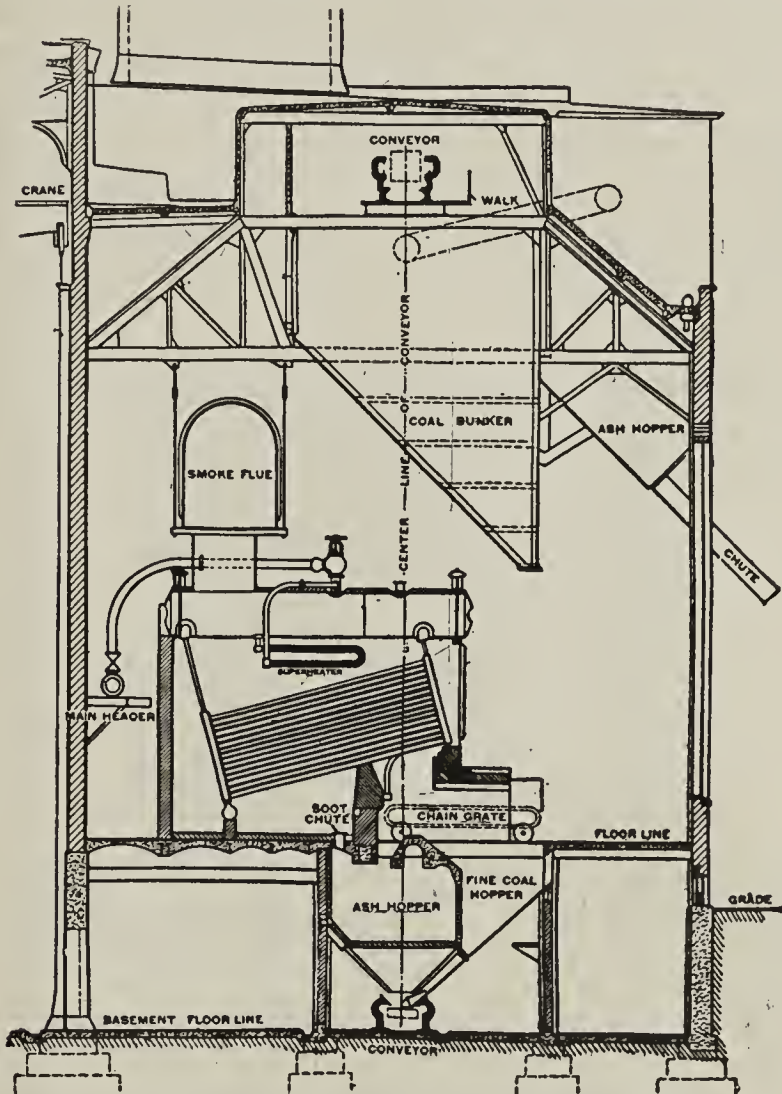 CONVEYOR
CRANE
WALK
CENTER LINE OF CONVEYOR
COAL BUNKER
ASH HOPPER
SMOKE FLUE
CHUTE
SUPERHEATER
MAIN HEADER
SOOT
CHUTE
CHAIN GRATE
FLOOR LINE
FINE COAL
HOPPER
ASH HOPPER
GRADE
BASEMENT FLOOR LINE
CONVEYOR